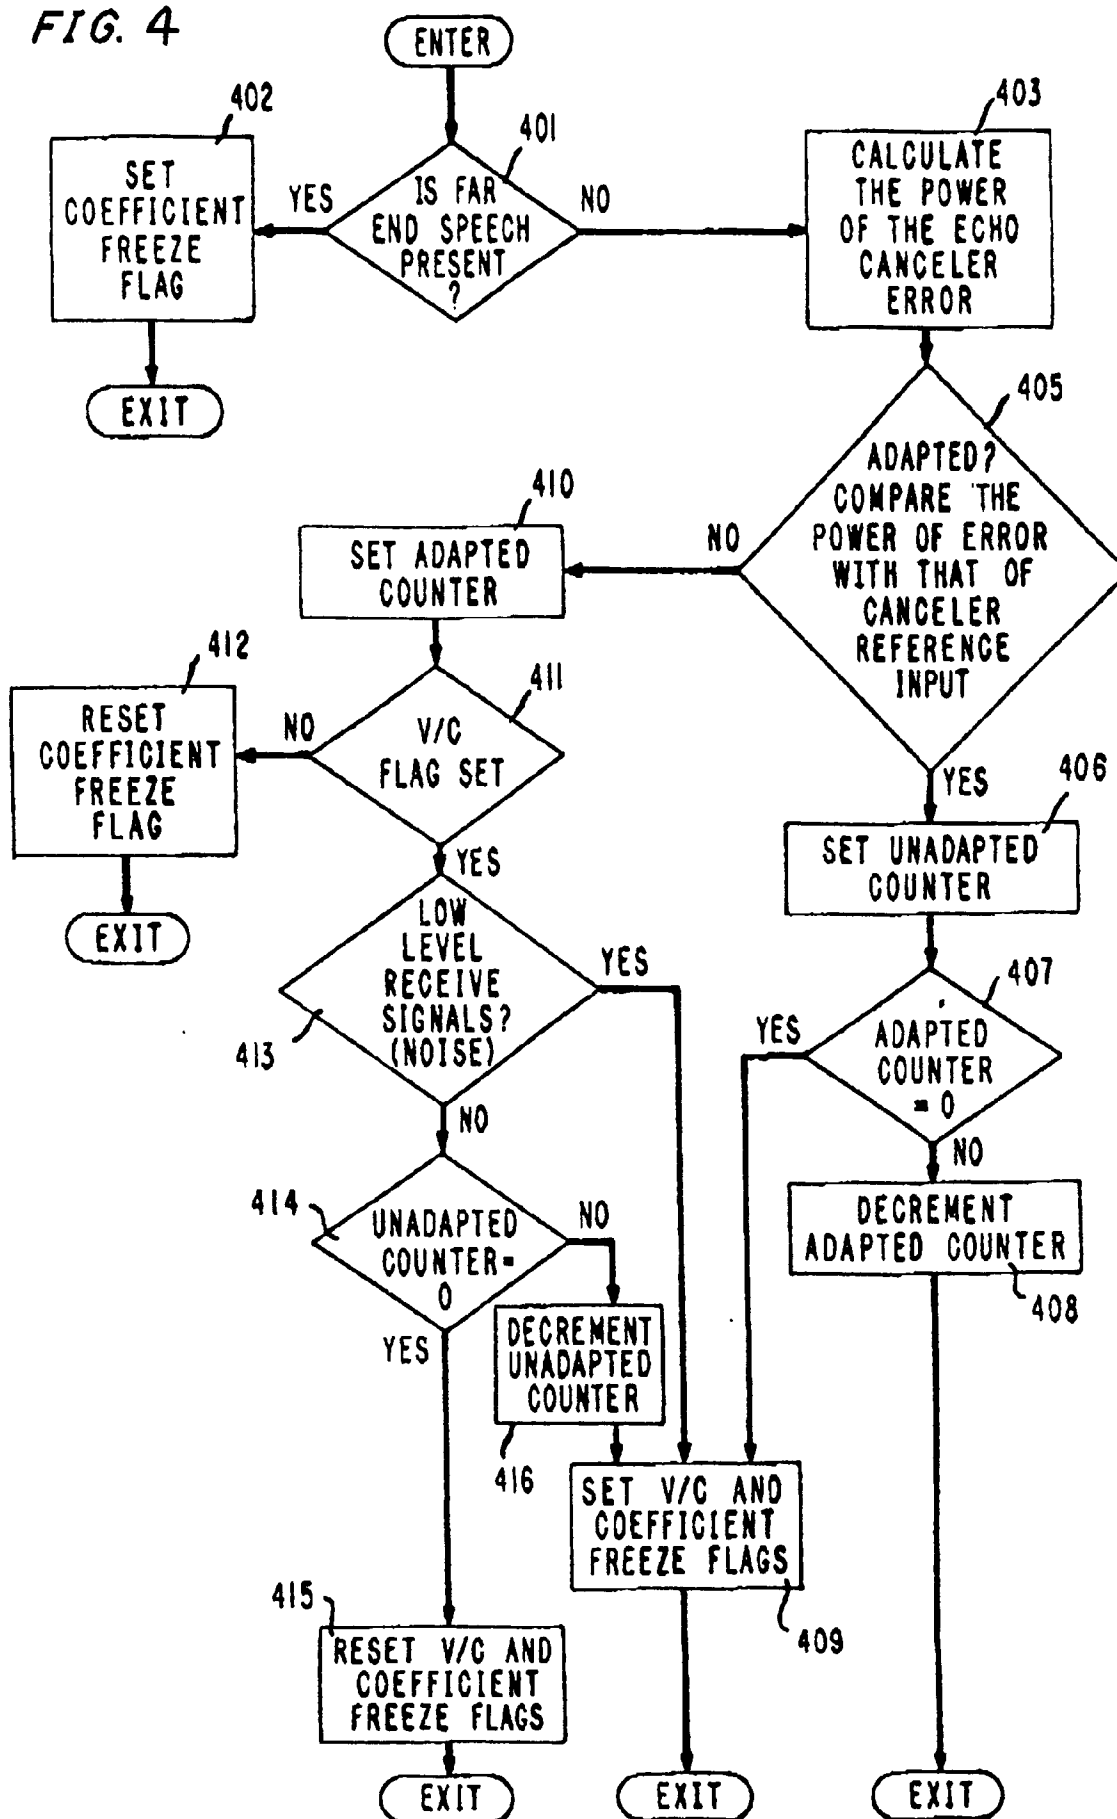 FIG. 4
ENTER
402
SET
COEFFICIENT
FREEZE
FLAG
EXIT
YES
401
IS FAR
END SPEECH
PRESENT
?
NO
403
CALCULATE
THE POWER
OF THE ECHO
CANCELER
ERROR
405
ADAPTED?
COMPARE THE
POWER OF ERROR
WITH THAT OF
CANCELER
REFERENCE
INPUT
NO
YES
410
SET ADAPTED
COUNTER
412
RESET
COEFFICIENT
FREEZE
FLAG
EXIT
NO
411
V/C
FLAG SET
YES
406
SET UNADAPTED
COUNTER
LOW
LEVEL
RECEIVE
SIGNALS?
(NOISE)
413
YES
NO
407
ADAPTED
COUNTER
= 0
YES
NO
DECREMENT
ADAPTED COUNTER
408
414
UNADAPTED
COUNTER=
0
NO
YES
DECREMENT
UNADAPTED
COUNTER
416
SET V/C AND
COEFFICIENT
FREEZE FLAGS
409
415
RESET V/C AND
COEFFICIENT
FREEZE FLAGS
EXIT
EXIT
EXIT